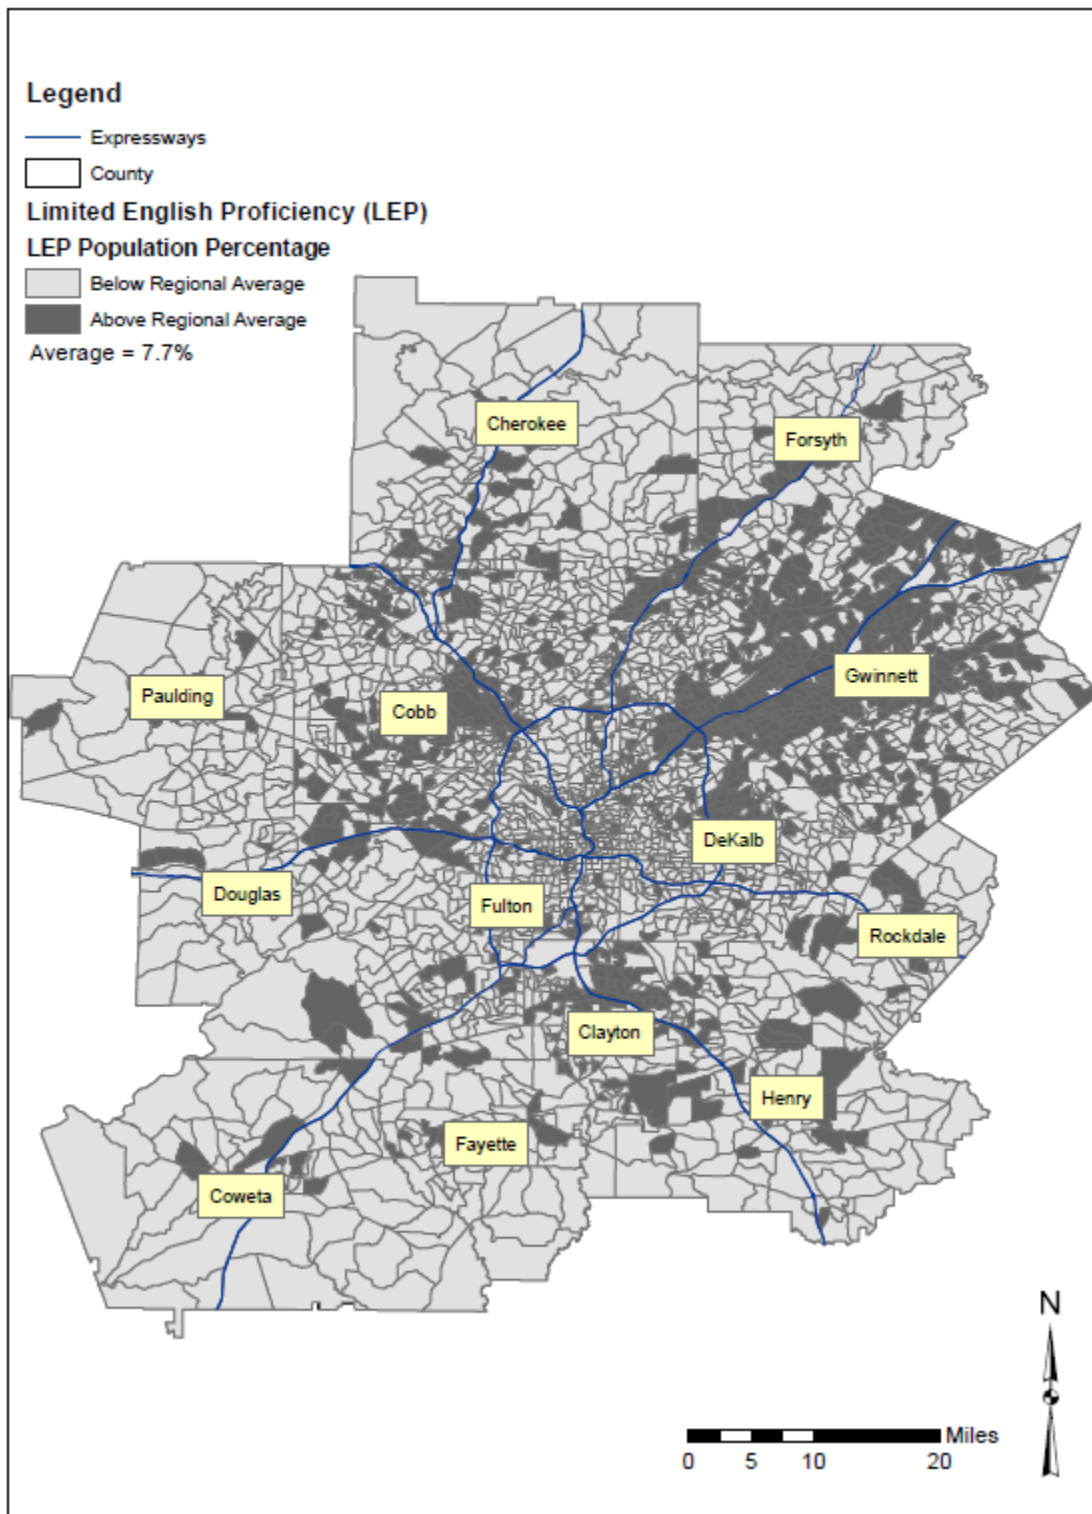 Legend
Expressways
County
Limited English Proficiency (LEP)
LEP Population Percentage
Below Regional Average
Above Regional Average
Average = 7.7%
Cherokee
Forsyth
Gwinnett
Paulding
Cobb
DeKalb
Douglas
Fulton
Rockdale
Clayton
Henry
Fayette
Coweta
N
Miles
0 5 10 20